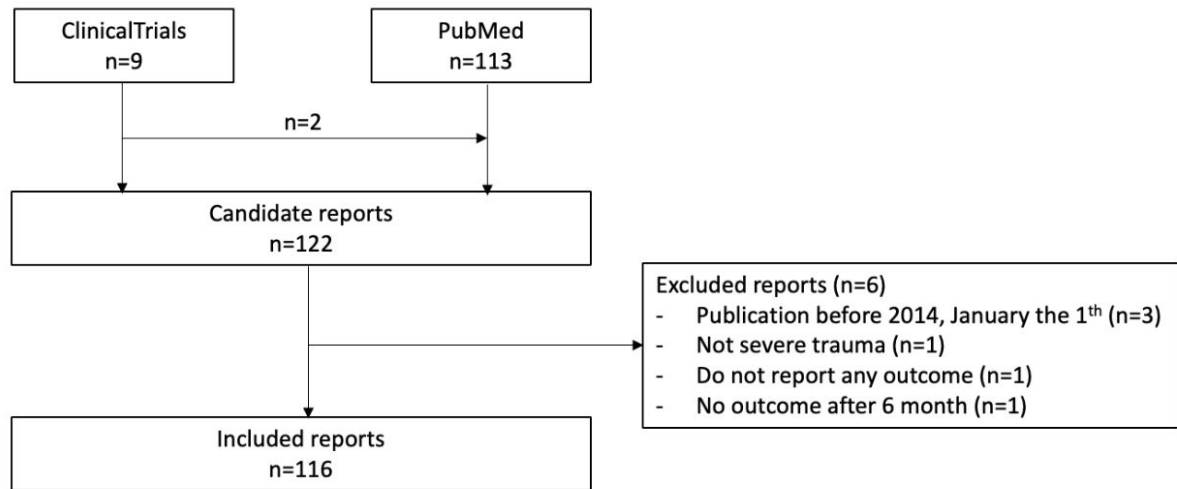 ClinicalTrials
n=9
PubMed
n=113
n=2
Candidate reports
n=122
Excluded reports (n=6)
- Publication before 2014, January the 1th (n=3)
- Not severe trauma (n=1)
- Do not report any outcome (n=1)
- No outcome after 6 month (n=1)
Included reports
n=116